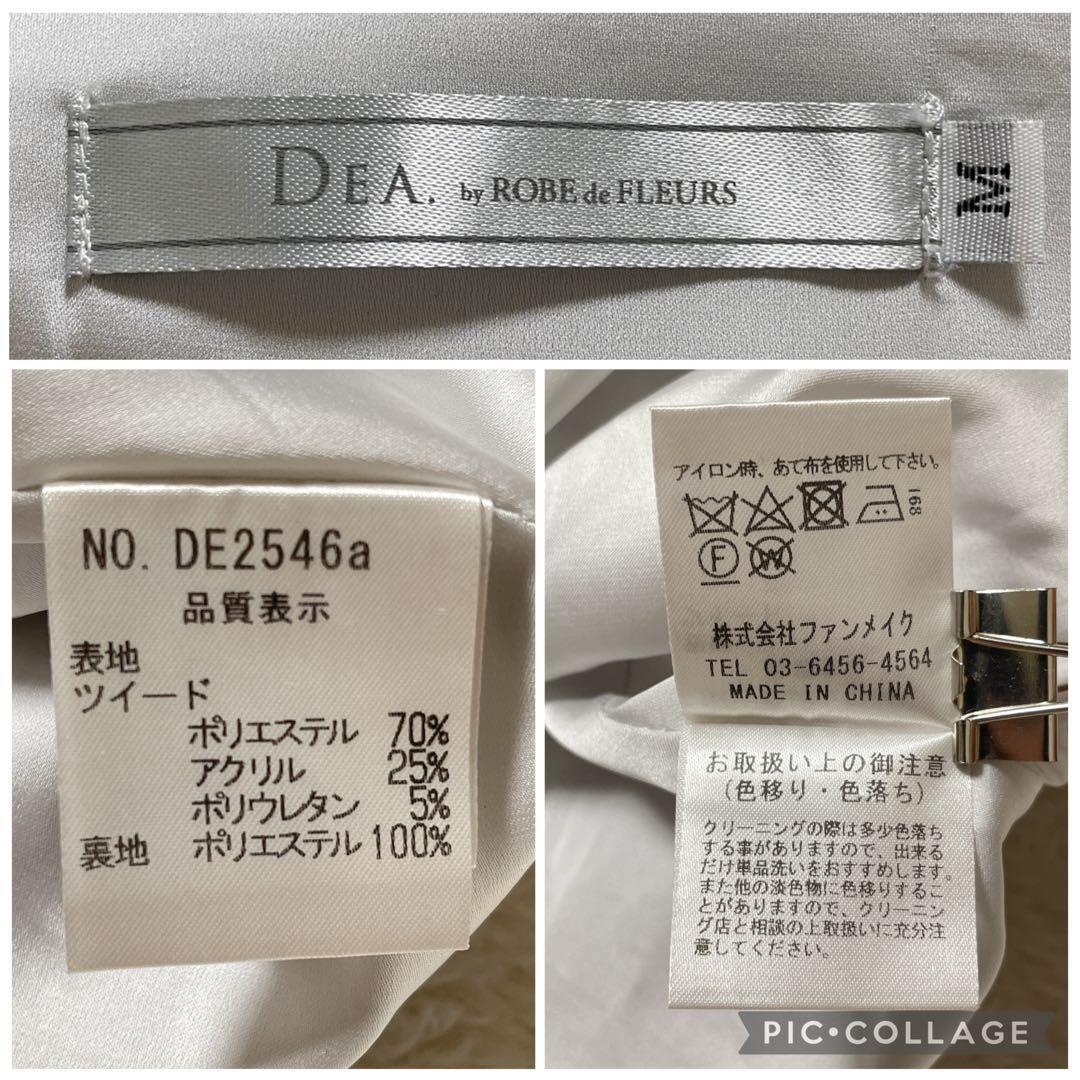 DEA. by ROBE de FLEURS
M
NO. DE2546a
品質表示
表地
ツイード
ポリエステル 70%
アクリル 25%
ポリウレタン 5%
裏地 ポリエステル 100%
アイロン時、あて布を使用して下さい。
168
F W
株式会社ファンメイク
TEL 03-6456-4564
MADE IN CHINA
お取扱い上の御注意
(色移り・色落ち)
クリーニングの際は多少色落ち
する事がありますので、出来る
だけ単品洗いをおすすめします。
また他の淡色物に色移りするこ
とがありますので、クリーニン
グ店と相談の上取扱いに充分注
意してください。
PIC•COLLAGE